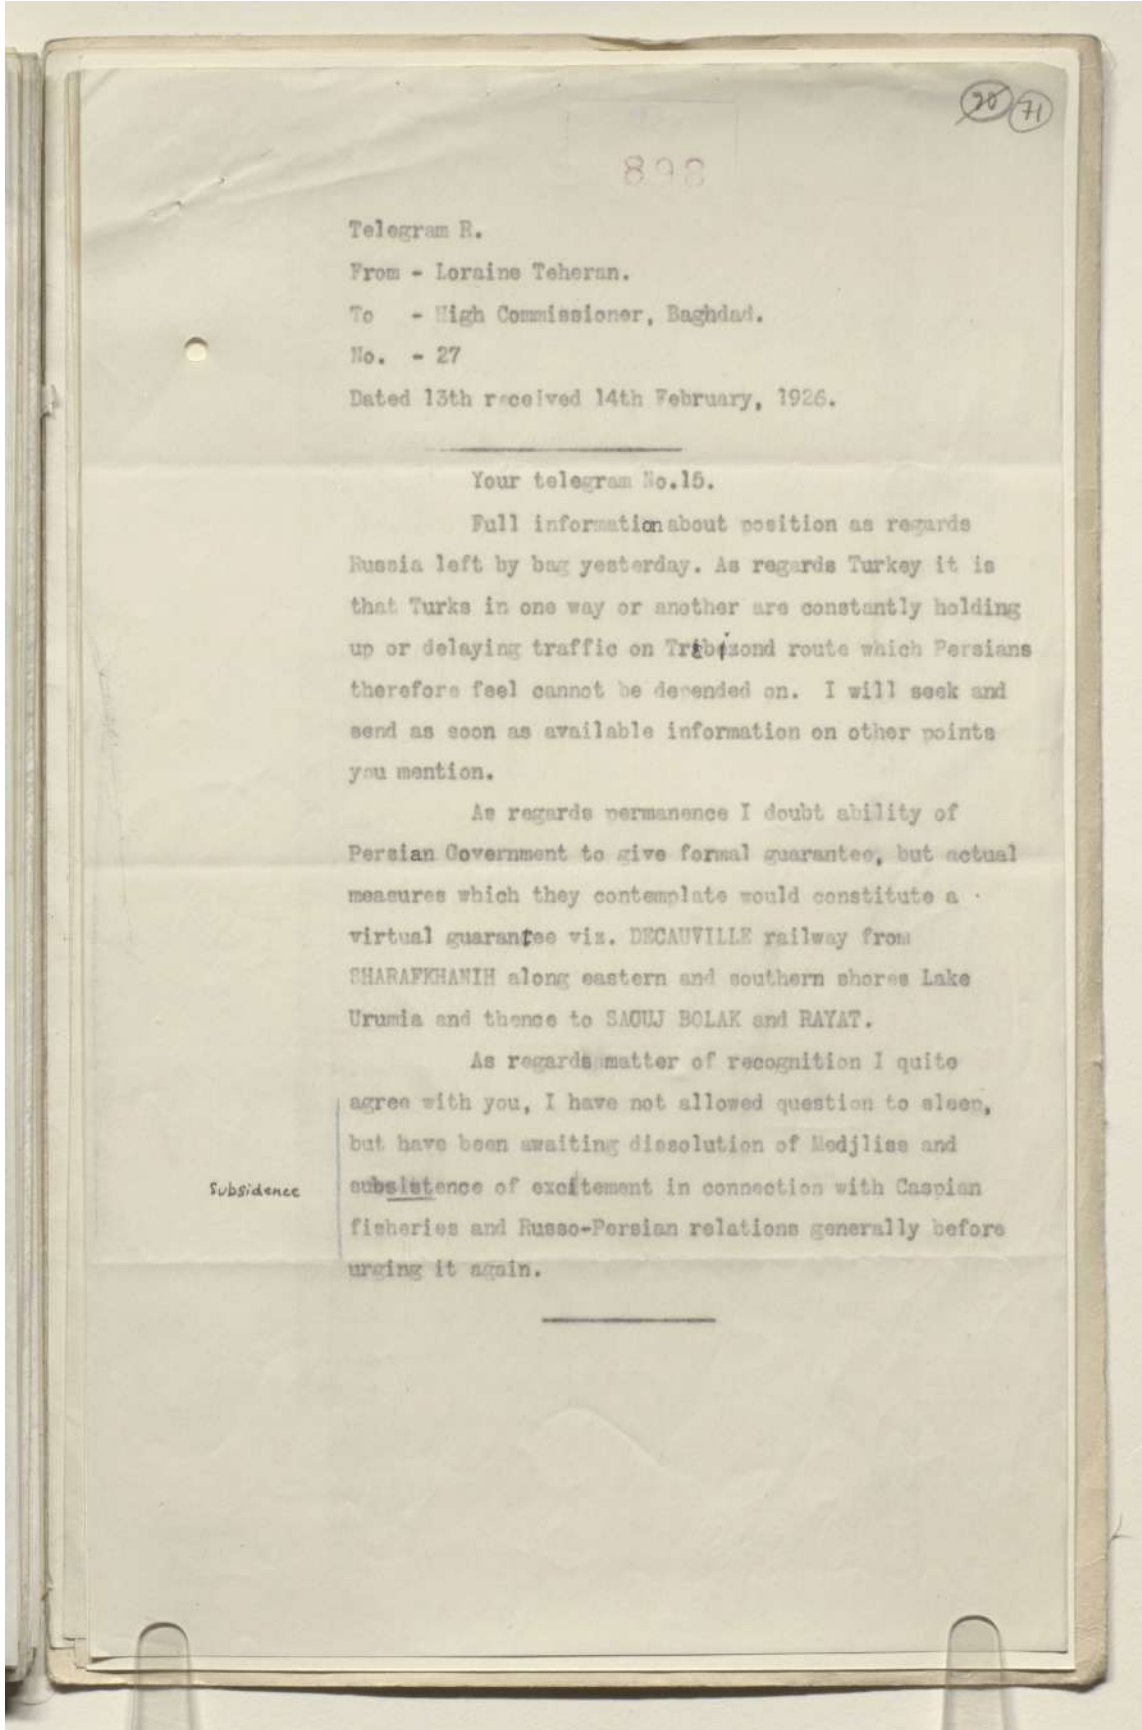 20 71
898
Telegram R.
From - Loraine Teheran.
To - High Commissioner, Baghdad.
No. - 27
Dated 13th received 14th February, 1926.
Your telegram No.15.
Full information about position as regards
Russia left by bag yesterday. As regards Turkey it is
that Turks in one way or another are constantly holding
up or delaying traffic on Trebizond route which Persians
therefore feel cannot be depended on. I will seek and
send as soon as available information on other points
you mention.
As regards permanence I doubt ability of
Persian Government to give formal guarantee, but actual
measures which they contemplate would constitute a
virtual guarantee viz. DECAUVILLE railway from
SHARAFKHANIH along eastern and southern shores Lake
Urumia and thence to SAOUJ BOLAK and RAYAT.
As regards matter of recognition I quite
agree with you, I have not allowed question to sleep,
but have been awaiting dissolution of Medjliss and
Subsidence subsistence of excitement in connection with Caspian
fisheries and Russo-Persian relations generally before
urging it again.